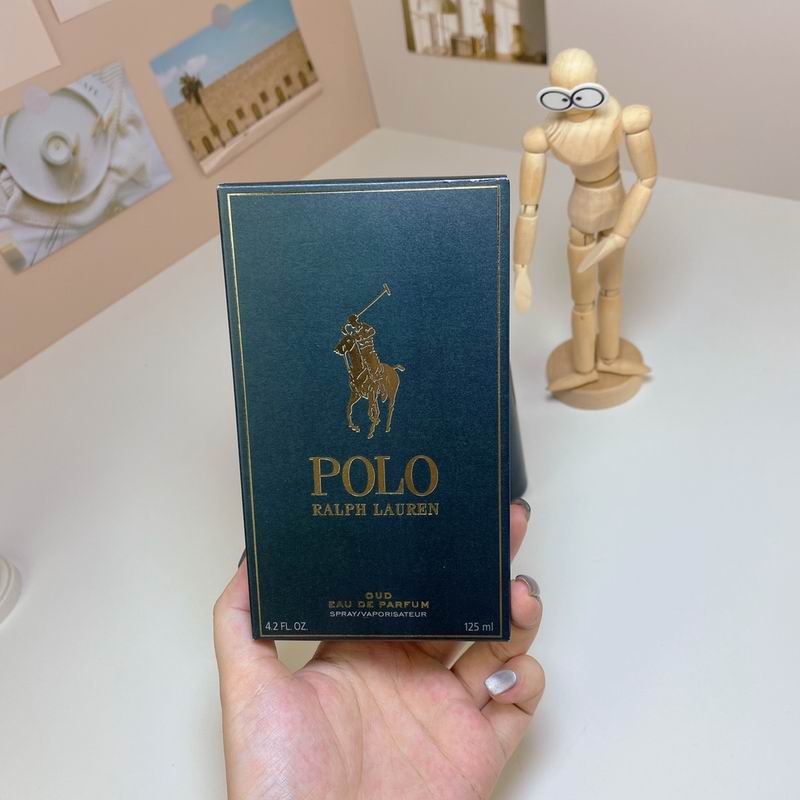 POLO
RALPH LAUREN
OUD
EAU DE PARFUM
SPRAY/VAPORISATEUR
4.2 FL. OZ.
125 ml